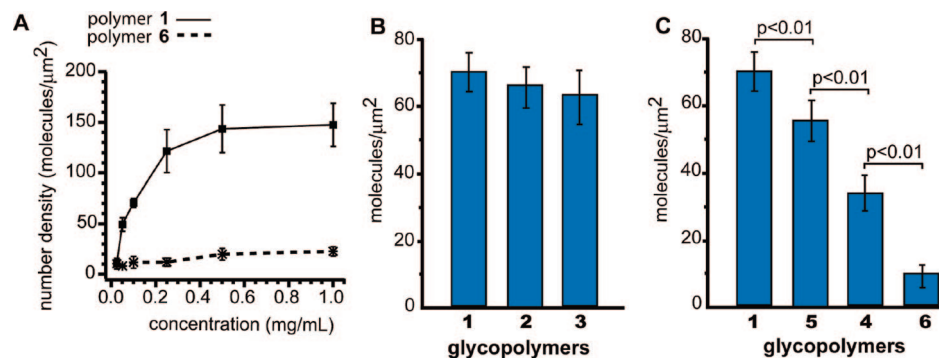 A
polymer 1
polymer 6
number density (molecules/μm²)
200
150
100
50
0
0.0 0.2 0.4 0.6 0.8 1.0
concentration (mg/mL)
B
molecules/μm²
80
60
40
20
0
1 2 3
glycopolymers
C
p<0.01
p<0.01
p<0.01
molecules/μm²
80
60
40
20
0
1 5 4 6
glycopolymers